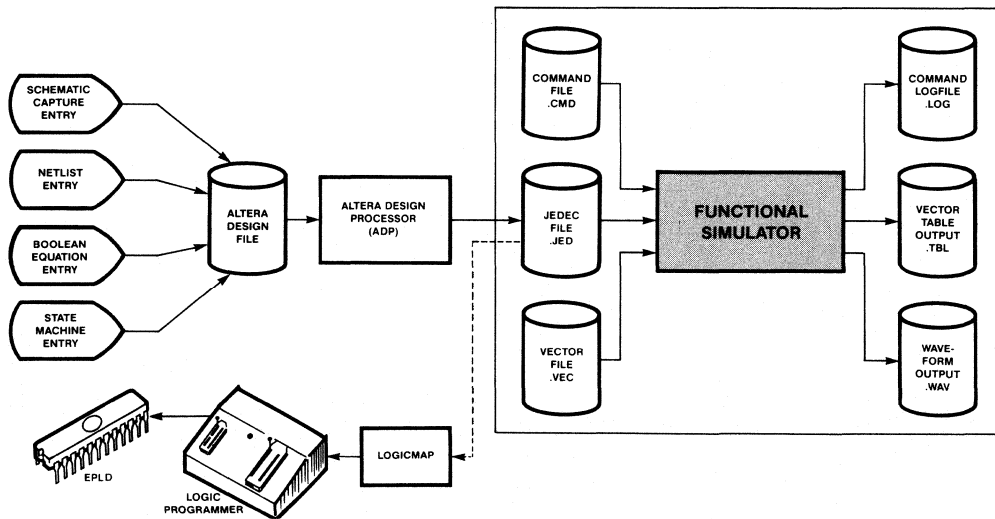 SCHEMATIC
CAPTURE
ENTRY
NETLIST
ENTRY
BOOLEAN
EQUATION
ENTRY
STATE
MACHINE
ENTRY
ALTERA
DESIGN
FILE
ALTERA DESIGN
PROCESSOR
(ADP)
COMMAND
FILE
.CMD
JEDEC
FILE
.JED
VECTOR
FILE
.VEC
FUNCTIONAL
SIMULATOR
COMMAND
LOGFILE
.LOG
VECTOR
TABLE
OUTPUT
.TBL
WAVE-
FORM
OUTPUT
.WAV
EPLD
LOGIC
PROGRAMMER
LOGICMAP